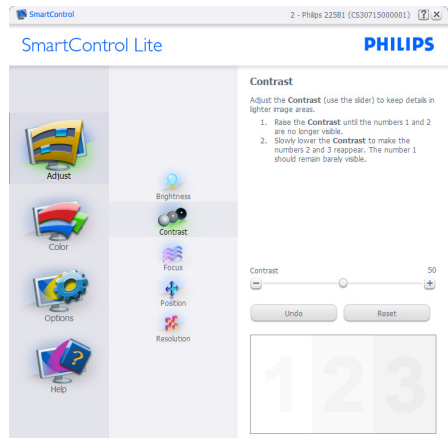 SmartControl
2 - Philips 225B1 (CS30715000001)
SmartControl Lite
PHILIPS
Adjust
Color
Options
Help
Brightness
Contrast
Focus
Position
Resolution
Contrast
Adjust the Contrast (use the slider) to keep details in
lighter image areas.
1. Raise the Contrast until the numbers 1 and 2
are no longer visible.
2. Slowly lower the Contrast to make the
numbers 2 and 3 reappear. The number 1
should remain barely visible.
Contrast 50
Undo Reset
1 2 3